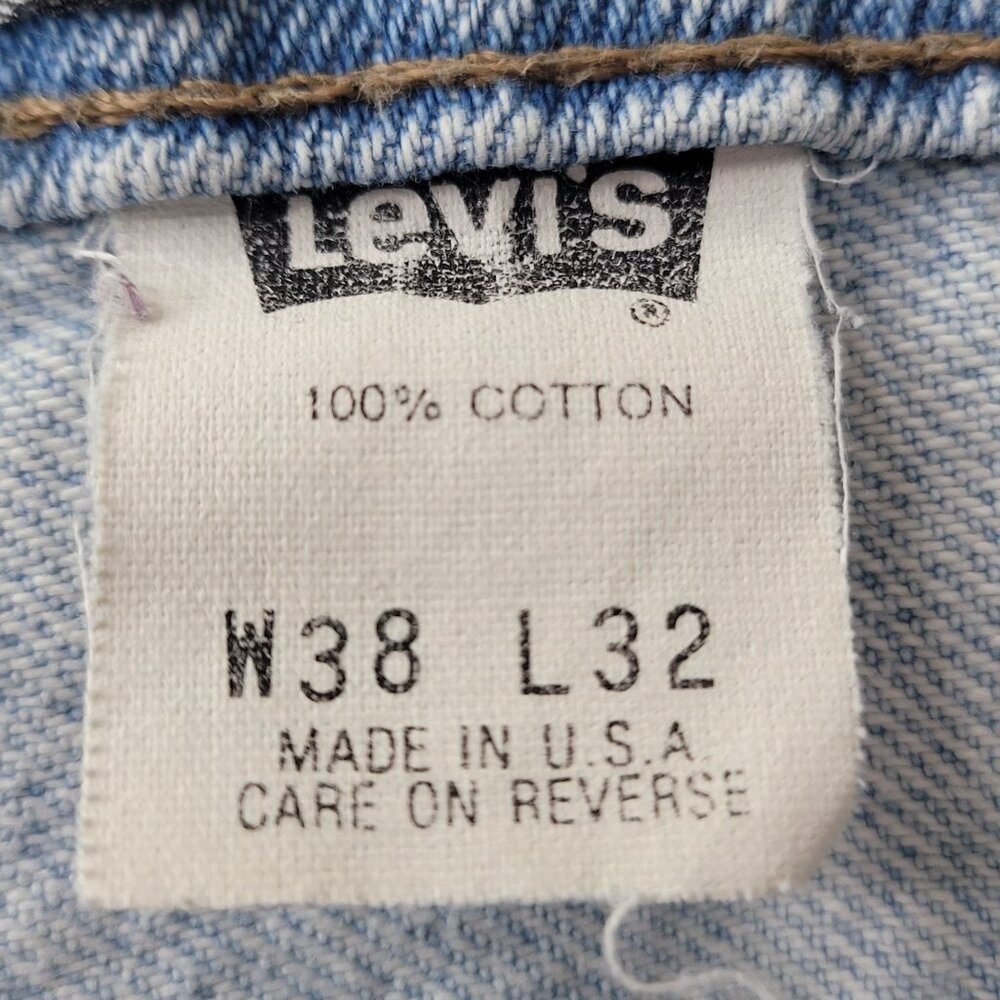 Levi's
®
100% COTTON
W38 L32
MADE IN U.S.A.
CARE ON REVERSE